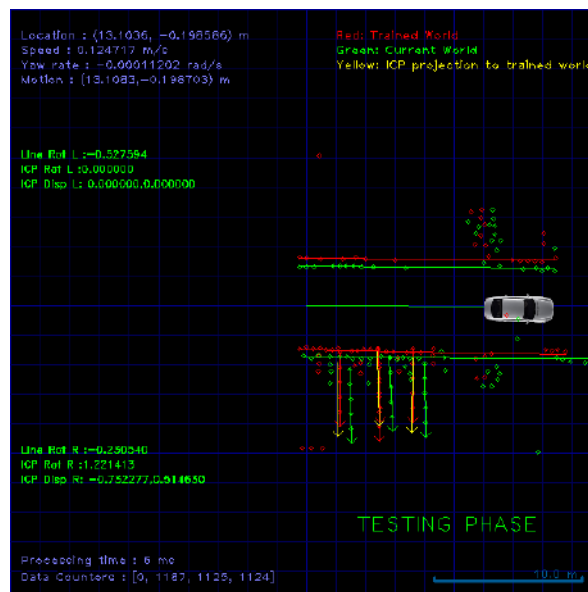 Location : (13.1036, -0.198586) m
Speed : 0.124717 m/s
Yaw rate : -0.00011202 rad/s
Motion : (13.1083,-0.198703) m
Red: Trained World
Green: Current World
Yellow: ICP projection to trained world
Line Rot L :-0.527594
ICP Rot L :0.000000
ICP Disp L: 0.000000,0.000000
Line Rot R :-0.230540
ICP Rot R :1.221413
ICP Disp R: -0.732277,0.514630
TESTING PHASE
Processing time : 6 ms
Data Counters : [0, 1187, 1125, 1124]
10.0 m